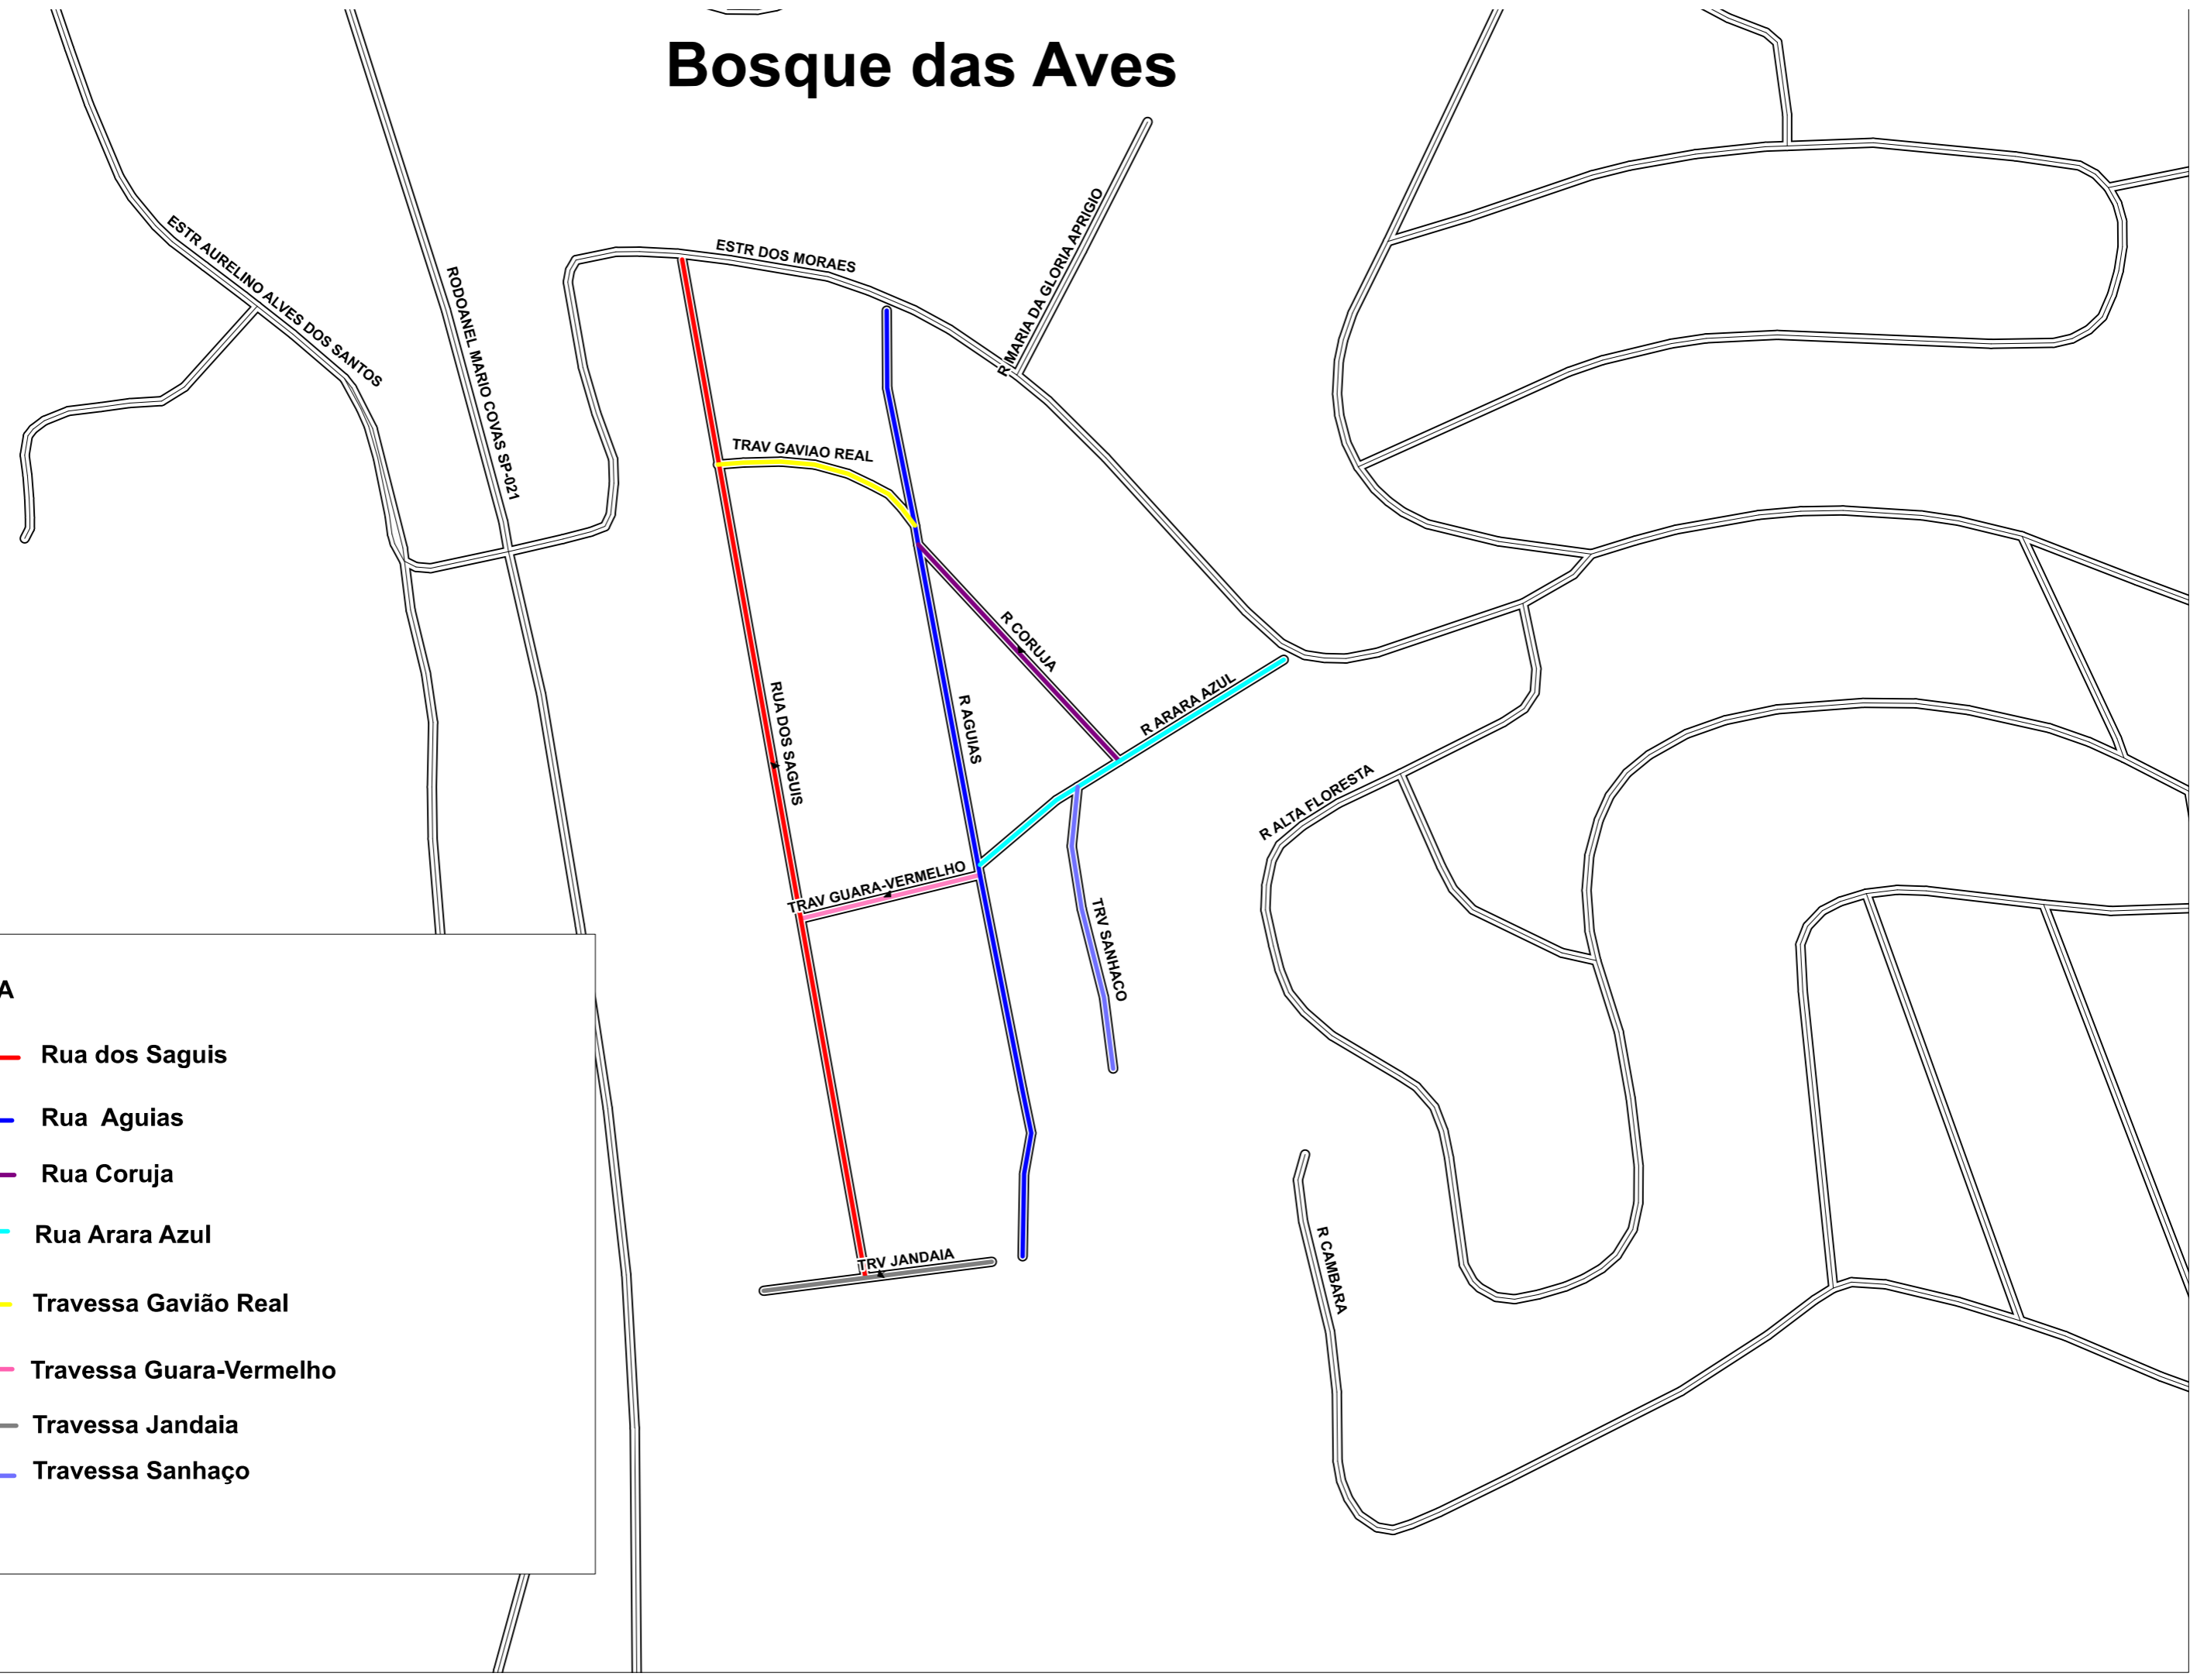 Bosque das Aves
ESTR AURELINO ALVES DOS SANTOS
RODOANEL MARIO COVAS SP-021
ESTR DOS MORAES
R MARIA DA GLORIA APRIGIO
TRAV GAVIAO REAL
R CORUJA
RUA DOS SAGUIS
R AGUIAS
R ARARA AZUL
R ALTA FLORESTA
TRAV GUARA-VERMELHO
TRV SANHACO
TRV JANDAIA
R CAMBARA
A
Rua dos Saguis
Rua  Aguias
Rua Coruja
Rua Arara Azul
Travessa Gavião Real
Travessa Guara-Vermelho
Travessa Jandaia
Travessa Sanhaço